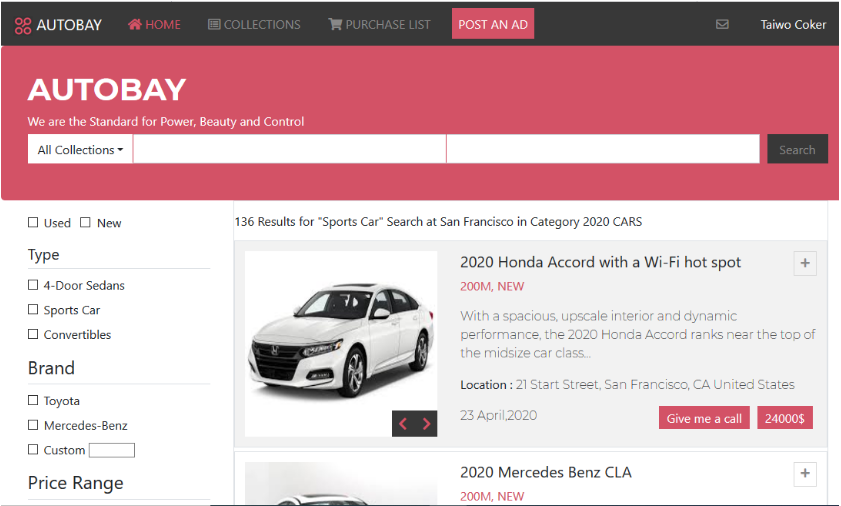 AUTOBAY HOME COLLECTIONS PURCHASE LIST POST AN AD Taiwo Coker
AUTOBAY
We are the Standard for Power, Beauty and Control
All Collections Search
Used New
Type
4-Door Sedans
Sports Car
Convertibles
Brand
Toyota
Mercedes-Benz
Custom
Price Range
136 Results for "Sports Car" Search at San Francisco in Category 2020 CARS
2020 Honda Accord with a Wi-Fi hot spot +
200M, NEW
With a spacious, upscale interior and dynamic
performance, the 2020 Honda Accord ranks near the top of
the midsize car class...
Location : 21 Start Street, San Francisco, CA United States
23 April,2020 Give me a call 24000$
2020 Mercedes Benz CLA +
200M, NEW